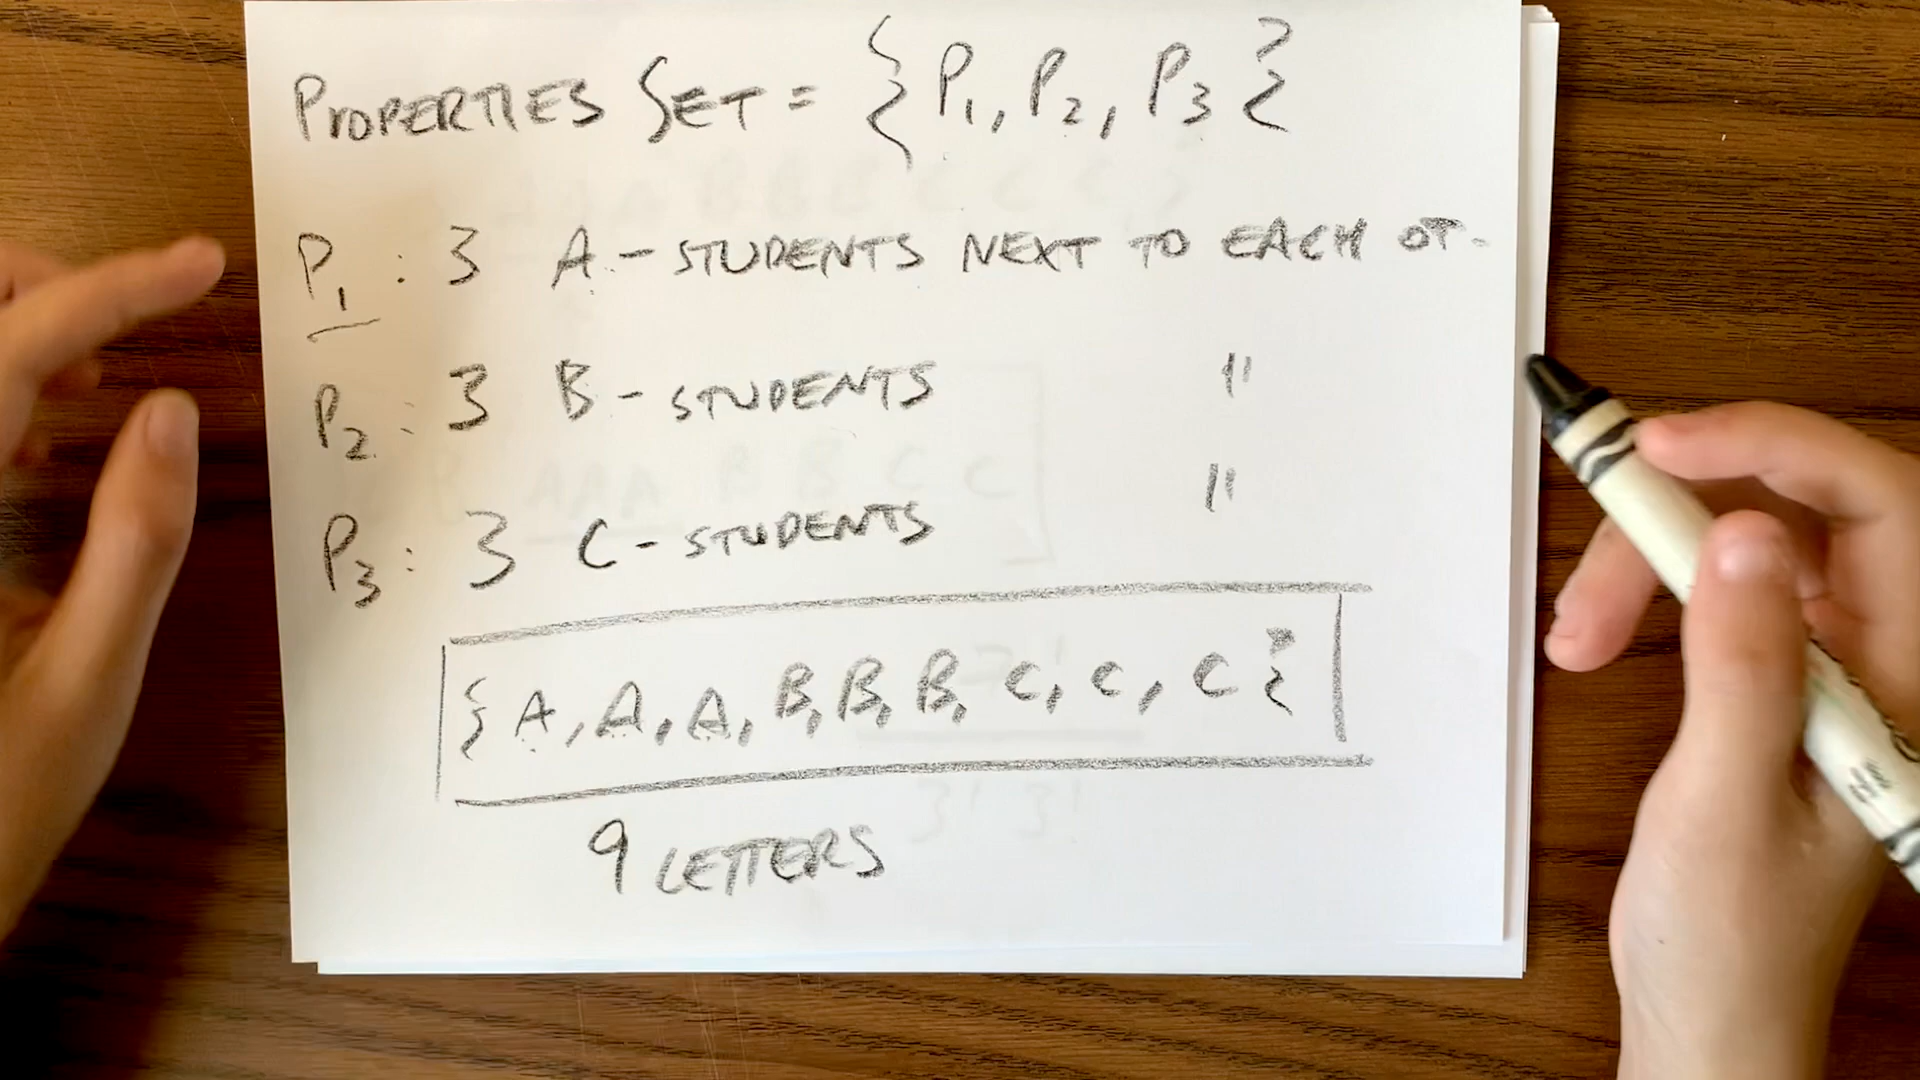 PROPERTIES SET = { P1, P2, P3 }
P1 : 3 A - STUDENTS NEXT TO EACH OT-
P2 : 3 B - STUDENTS "
P3 : 3 C - STUDENTS "
{ A, A, A, B, B, B, C, C, C }
9 LETTERS